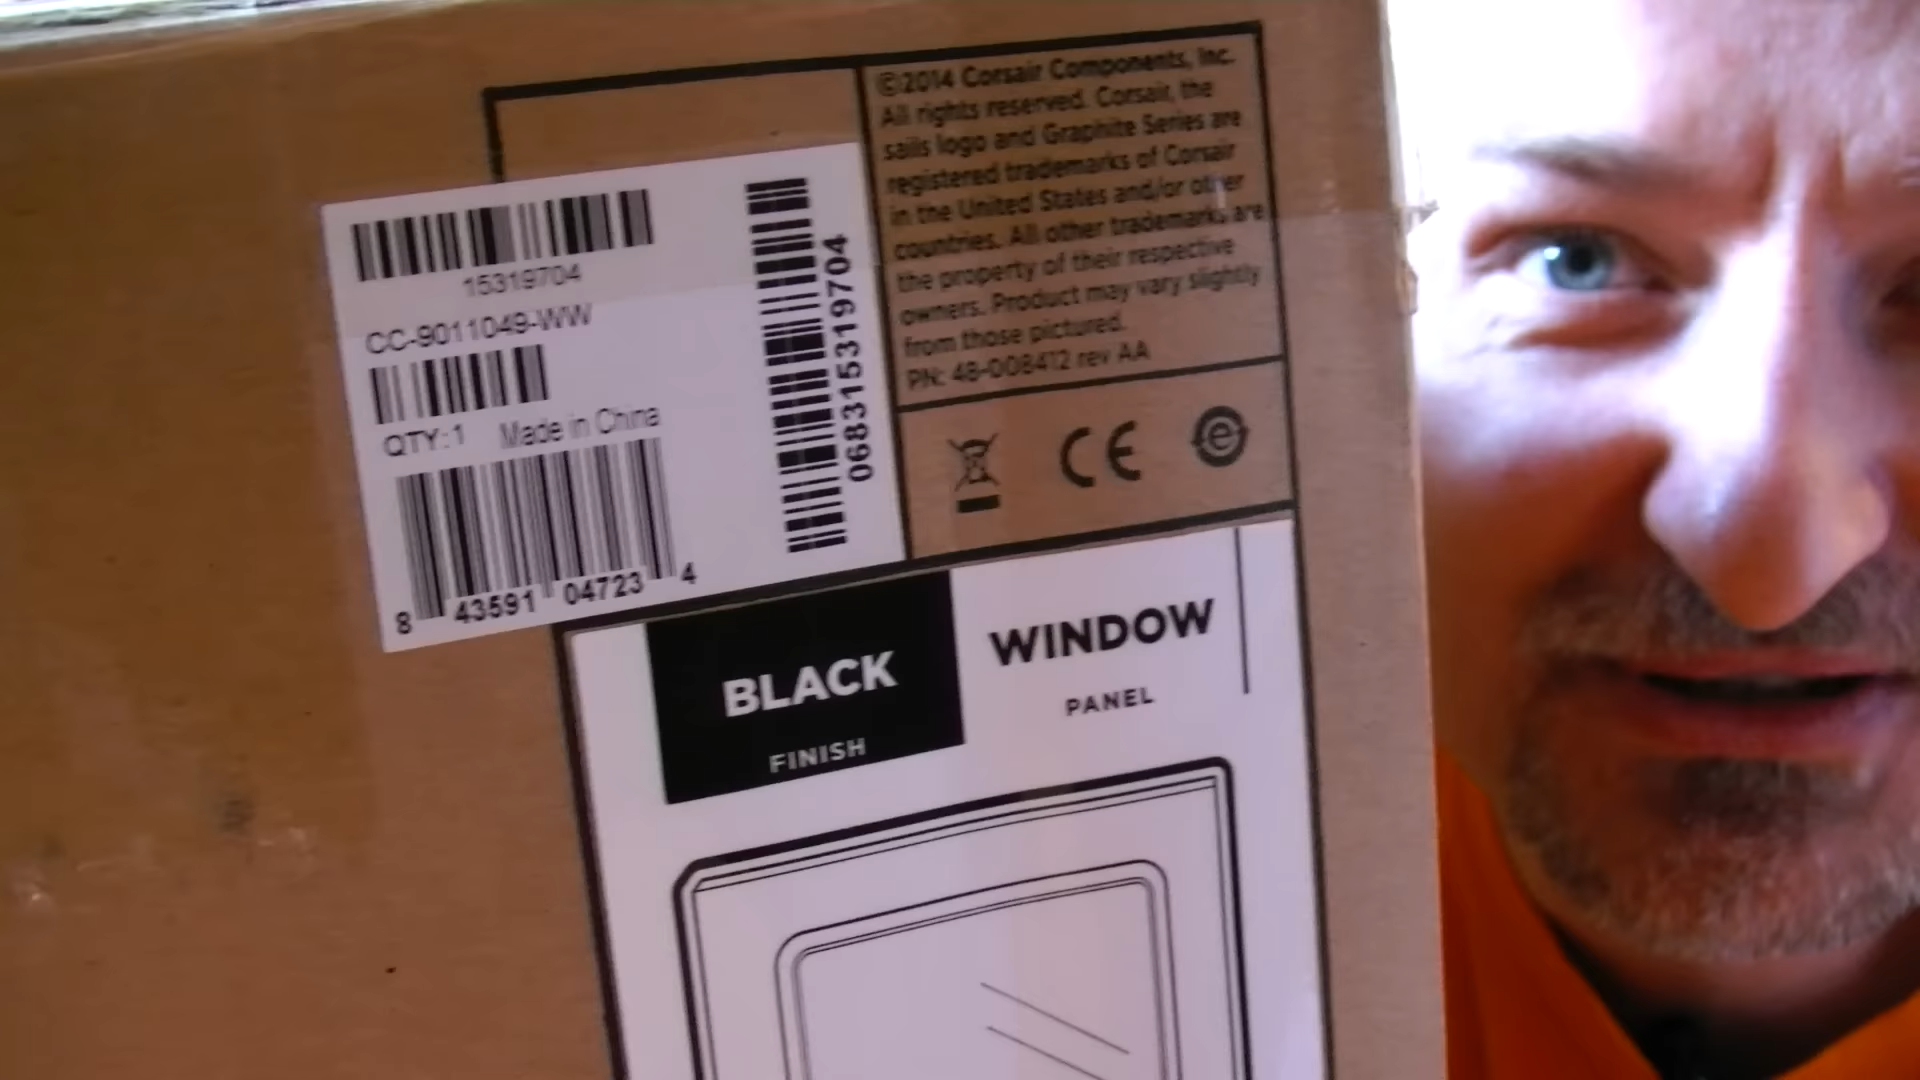 15319704
CC-9011049-WW
QTY: 1 Made in China
8 43591 04723 4
068315319704
©2014 Corsair Components, Inc.
All rights reserved. Corsair, the
sails logo and Graphite Series are
registered trademarks of Corsair
in the United States and/or other
countries. All other trademarks are
the property of their respective
owners. Product may vary slightly
from those pictured.
PN: 48-008412 rev AA
CE
e
BLACK
FINISH
WINDOW
PANEL